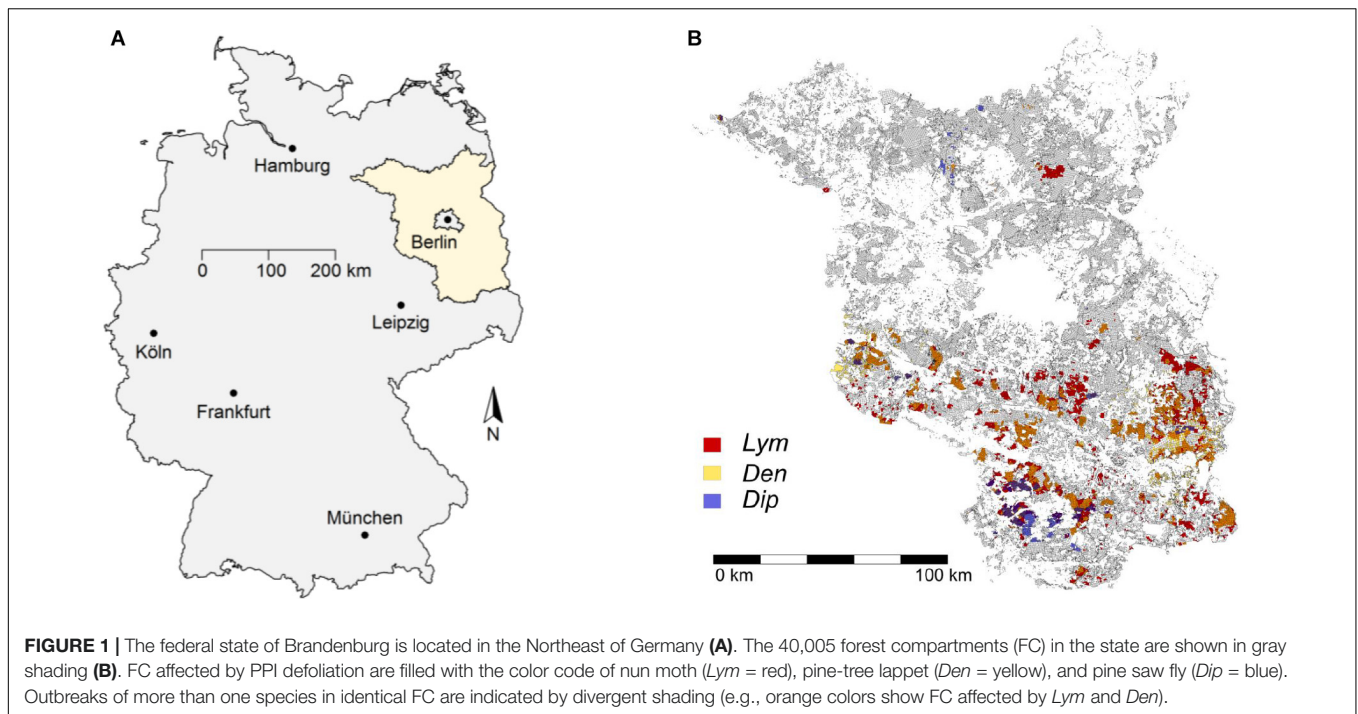 A
B
Hamburg
Berlin
0 100 200 km
Leipzig
Köln
Frankfurt
N
München
Lym
Den
Dip
0 km 100 km
FIGURE 1 | The federal state of Brandenburg is located in the Northeast of Germany (A). The 40,005 forest compartments (FC) in the state are shown in gray
shading (B). FC affected by PPI defoliation are filled with the color code of nun moth (Lym = red), pine-tree lappet (Den = yellow), and pine saw fly (Dip = blue).
Outbreaks of more than one species in identical FC are indicated by divergent shading (e.g., orange colors show FC affected by Lym and Den).